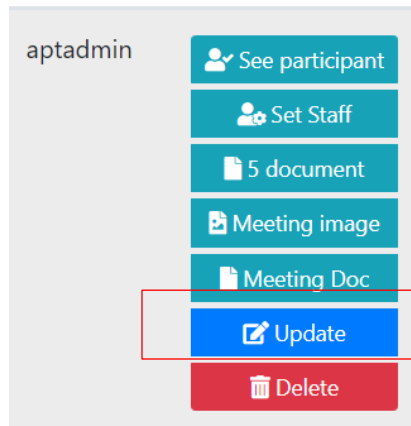 aptadmin
See participant
Set Staff
5 document
Meeting image
Meeting Doc
Update
Delete